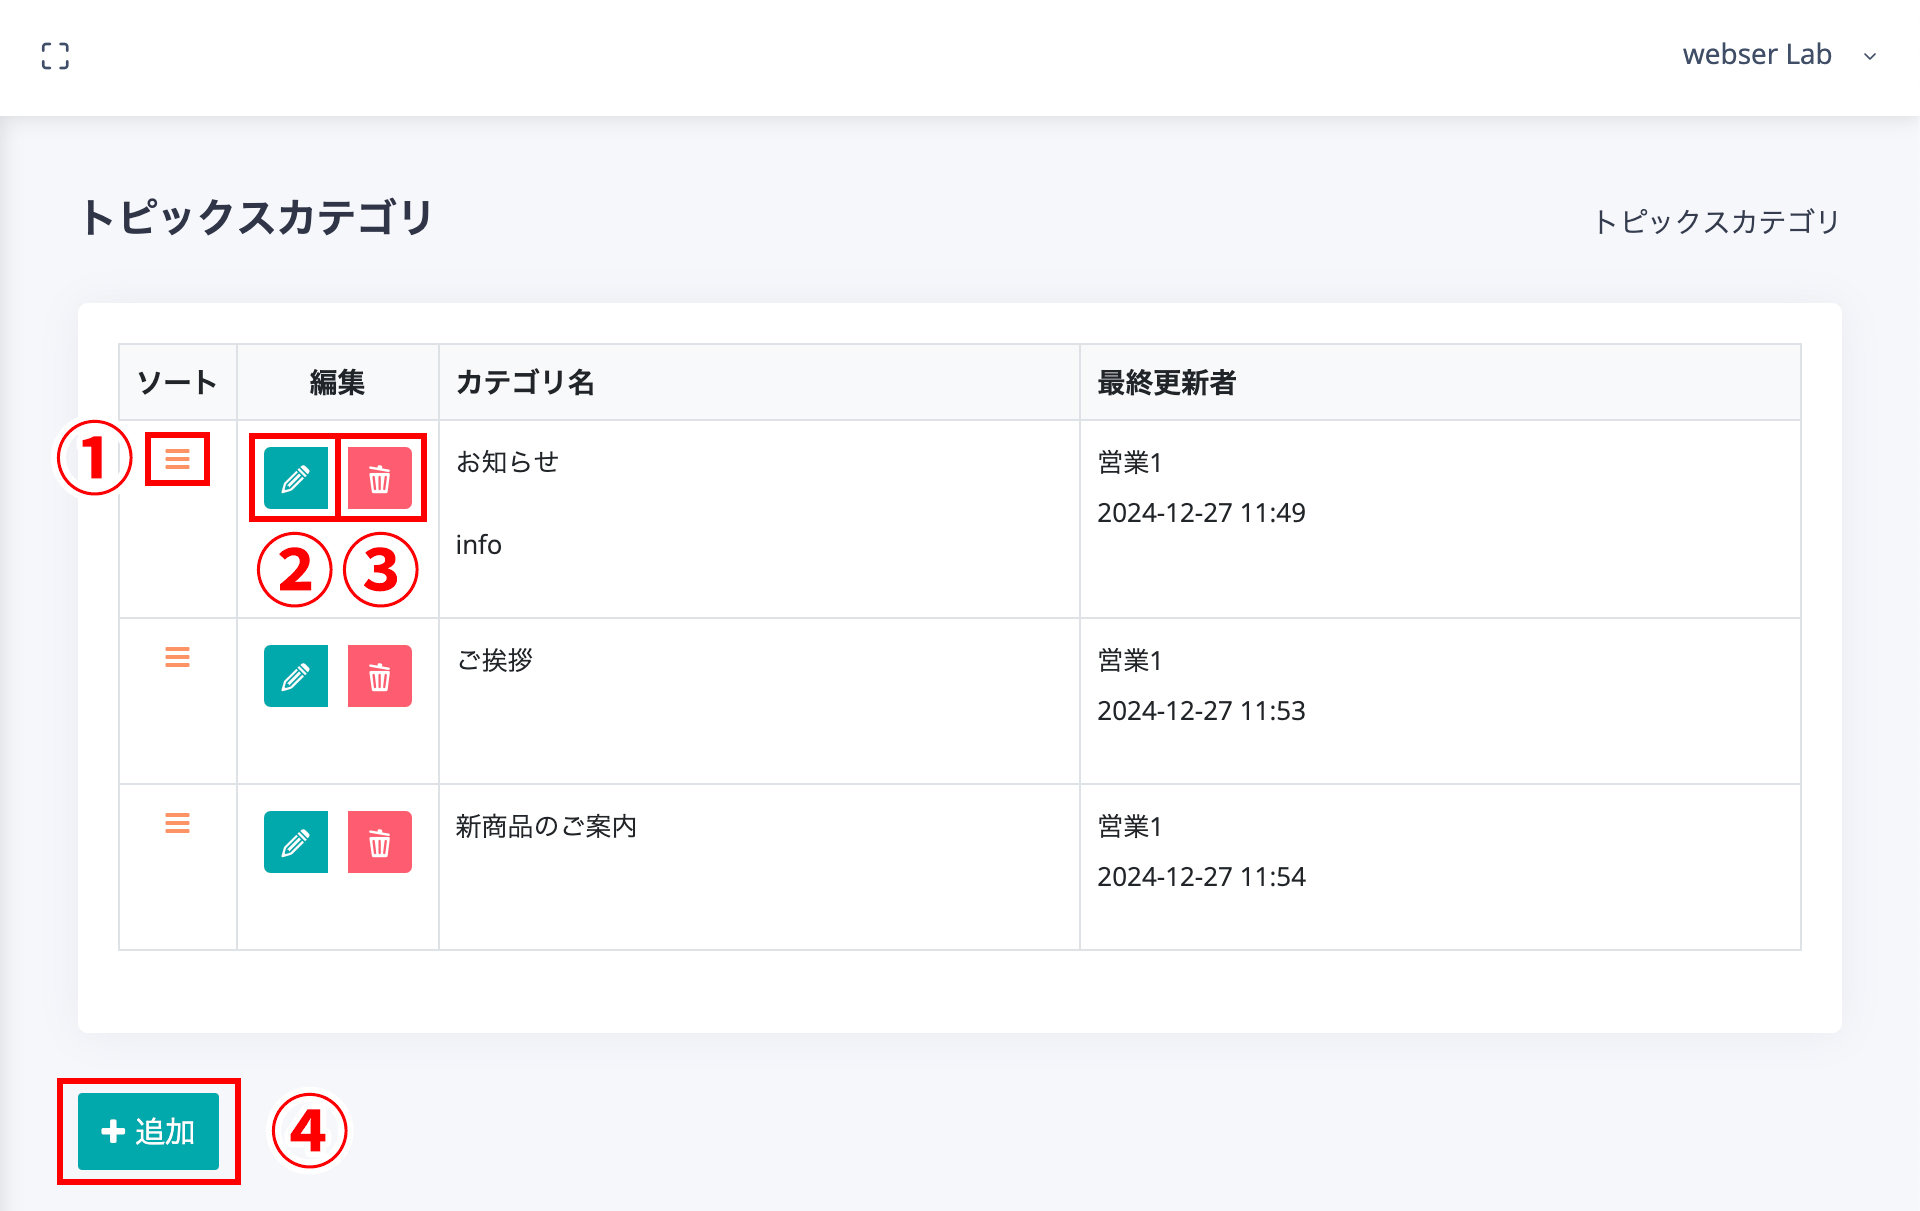 webser Lab
トピックスカテゴリ
トピックスカテゴリ
ソート 編集 カテゴリ名 最終更新者
① お知らせ 営業1
2024-12-27 11:49
② ③ info
ご挨拶 営業1
2024-12-27 11:53
新商品のご案内 営業1
2024-12-27 11:54
+ 追加 ④